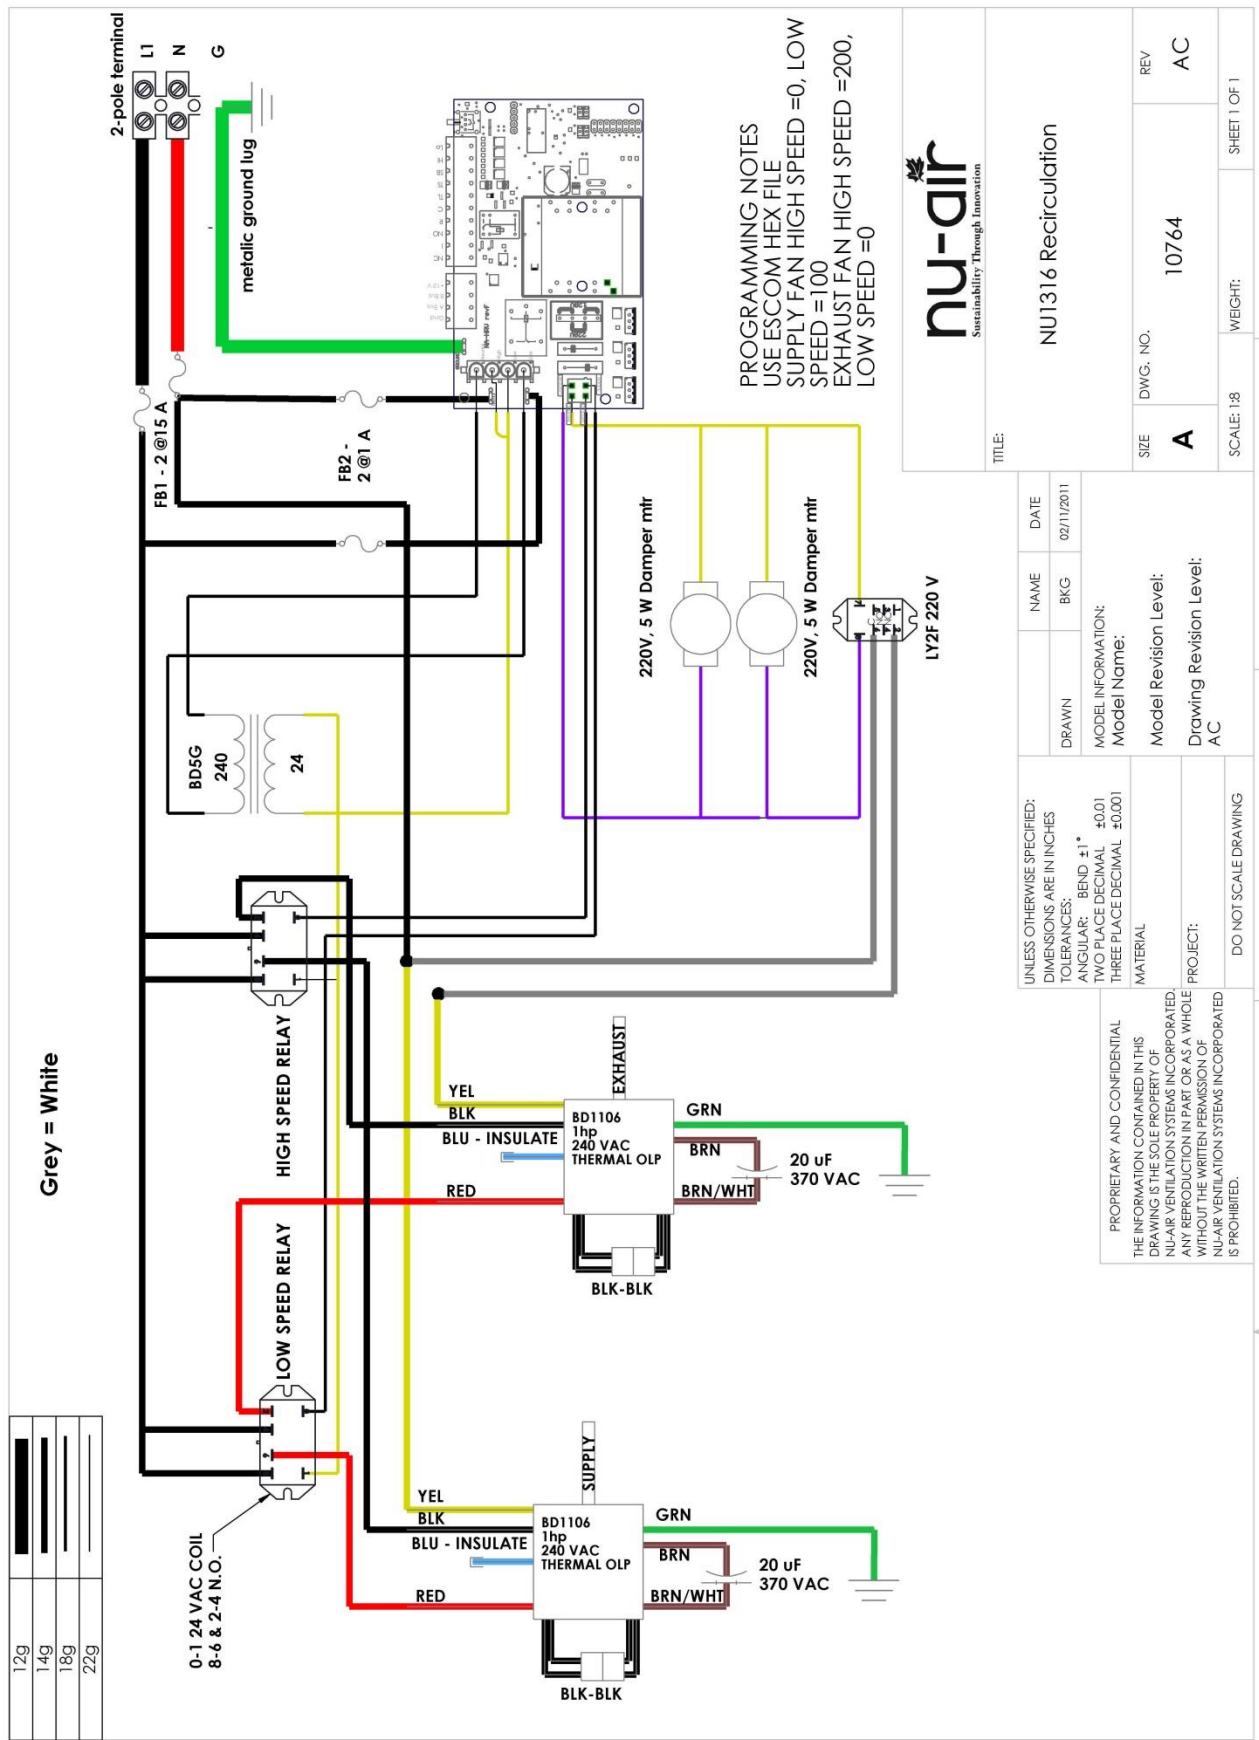 Grey = White
12g
14g
18g
22g
2-pole terminal
L1
N
G
metalic ground lug
FB1 - 2 @15 A
FB2 -
2 @1 A
BD5G
240
24
HIGH SPEED RELAY
LOW SPEED RELAY
0-1 24 VAC COIL
8-6 & 2-4 N.O.
220V, 5 W Damper mtr
220V, 5 W Damper mtr
LY2F 220 V
YEL
BLK
BLU - INSULATE
RED
BD1106
1hp
240 VAC
THERMAL OLP
EXHAUST
GRN
BRN
BRN/WHT
20 uF
370 VAC
BLK-BLK
YEL
BLK
BLU - INSULATE
RED
BD1106
1hp
240 VAC
THERMAL OLP
SUPPLY
GRN
BRN
BRN/WHT
20 uF
370 VAC
BLK-BLK
PROGRAMMING NOTES
USE ESCOM HEX FILE
SUPPLY FAN HIGH SPEED =0, LOW
SPEED =100
EXHAUST FAN HIGH SPEED =200,
LOW SPEED =0
PROPRIETARY AND CONFIDENTIAL
THE INFORMATION CONTAINED IN THIS
DRAWING IS THE SOLE PROPERTY OF
NU-AIR VENTILATION SYSTEMS INCORPORATED.
ANY REPRODUCTION IN PART OR AS A WHOLE
WITHOUT THE WRITTEN PERMISSION OF
NU-AIR VENTILATION SYSTEMS INCORPORATED
IS PROHIBITED.
UNLESS OTHERWISE SPECIFIED:
DIMENSIONS ARE IN INCHES
TOLERANCES:
ANGULAR: BEND ±1°
TWO PLACE DECIMAL ±0.01
THREE PLACE DECIMAL ±0.001
MATERIAL
PROJECT:
DO NOT SCALE DRAWING
NAME
DATE
DRAWN
BKG
02/11/2011
MODEL INFORMATION:
Model Name:
Model Revision Level:
Drawing Revision Level:
AC
nu-air
Sustainability Through Innovation
TITLE:
NU1316 Recirculation
SIZE
A
DWG. NO.
10764
REV
AC
SCALE: 1:8
WEIGHT:
SHEET 1 OF 1